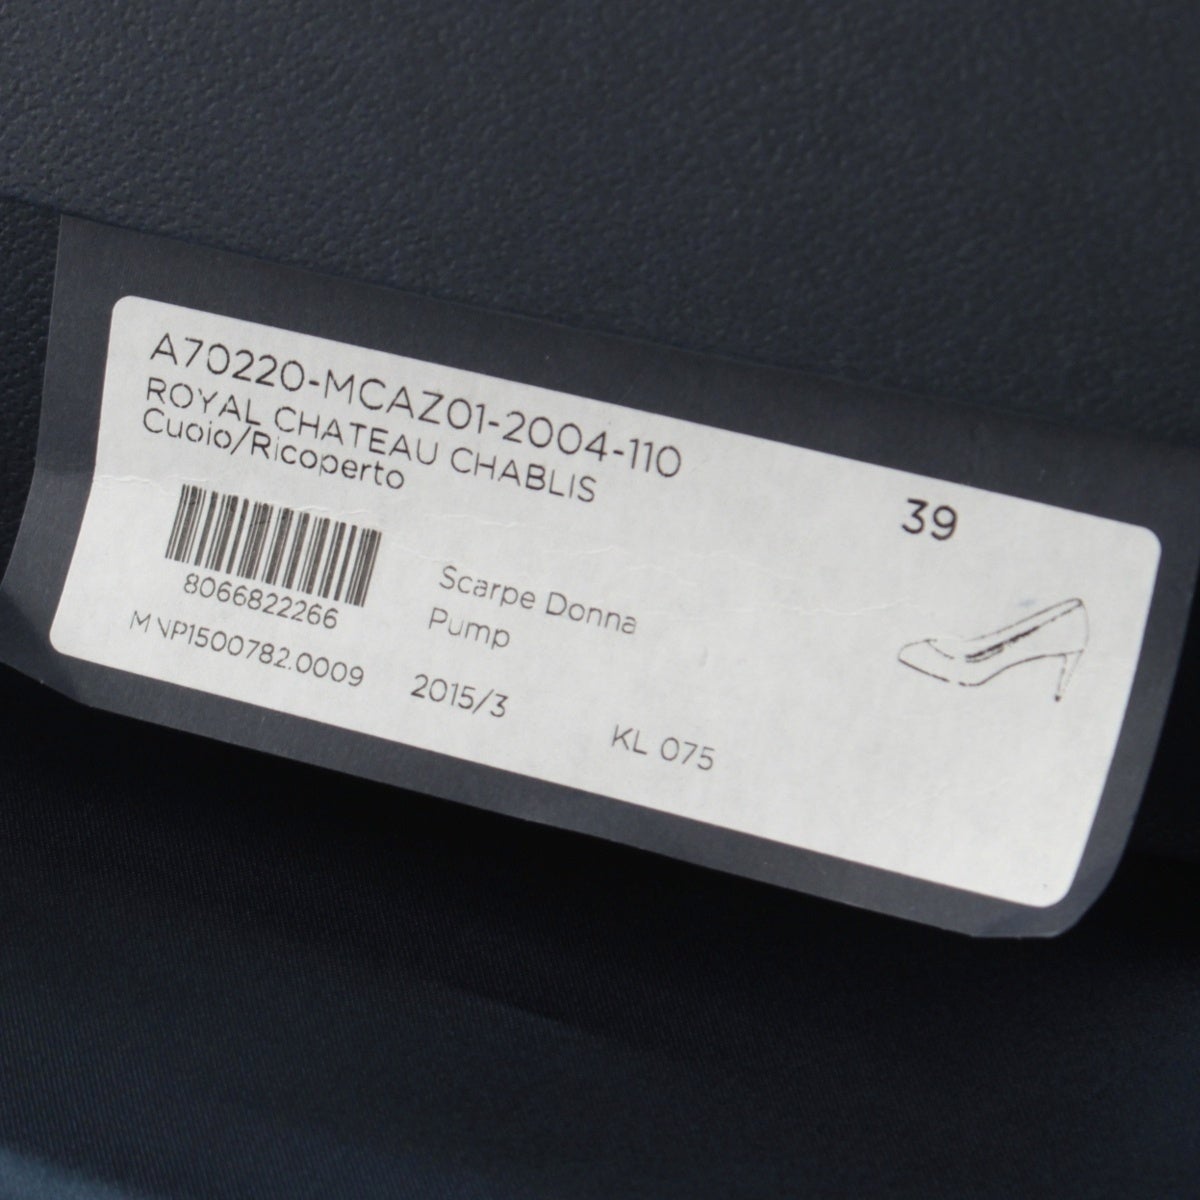 A70220-MCAZ01-2004-110
ROYAL CHATEAU CHABLIS
Cuoio/Ricoperto
39
8066822266
Scarpe Donna
Pump
MNP1500782.0009
2015/3
KL 075